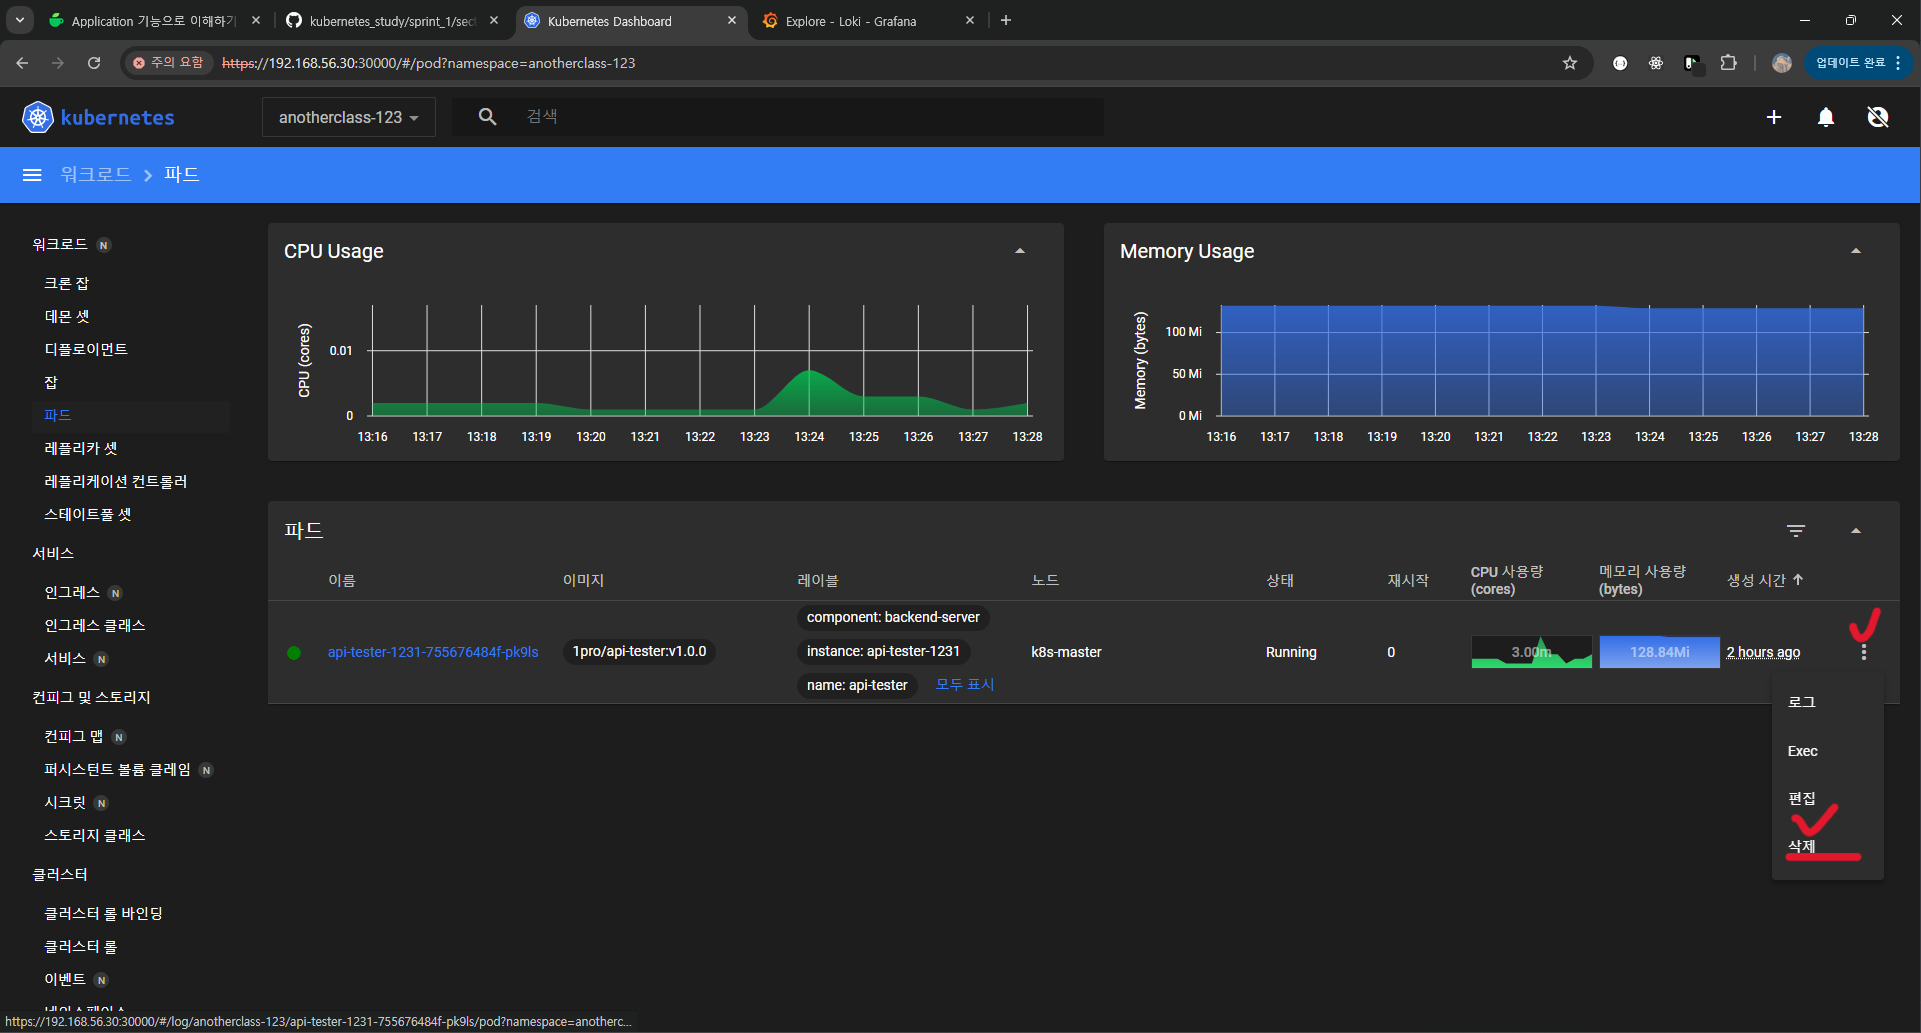 Application 기능으로 이해하기
kubernetes_study/sprint_1/sect
Kubernetes Dashboard
Explore - Loki - Grafana
주의 요함
https://192.168.56.30:30000/#/pod?namespace=anotherclass-123
업데이트 완료
kubernetes
anotherclass-123
검색
워크로드
파드
워크로드 N
크론 잡
데몬 셋
디플로이먼트
잡
파드
레플리카 셋
레플리케이션 컨트롤러
스테이트풀 셋
서비스
인그레스 N
인그레스 클래스
서비스 N
컨피그 및 스토리지
컨피그 맵 N
퍼시스턴트 볼륨 클레임 N
시크릿 N
스토리지 클래스
클러스터
클러스터 롤 바인딩
클러스터 롤
이벤트 N
CPU Usage
CPU (cores)
0.01
0
13:16 13:17 13:18 13:19 13:20 13:21 13:22 13:23 13:24 13:25 13:26 13:27 13:28
Memory Usage
Memory (bytes)
100 Mi
50 Mi
0 Mi
13:16 13:17 13:18 13:19 13:20 13:21 13:22 13:23 13:24 13:25 13:26 13:27 13:28
파드
이름 이미지 레이블 노드 상태 재시작 CPU 사용량 (cores) 메모리 사용량 (bytes) 생성 시간
api-tester-1231-755676484f-pk9ls
1pro/api-tester:v1.0.0
component: backend-server
instance: api-tester-1231
name: api-tester
모두 표시
k8s-master
Running
0
3.00m
128.84Mi
2 hours ago
로그
Exec
편집
삭제
https://192.168.56.30:30000/#/log/anotherclass-123/api-tester-1231-755676484f-pk9ls/pod?namespace=anotherc...